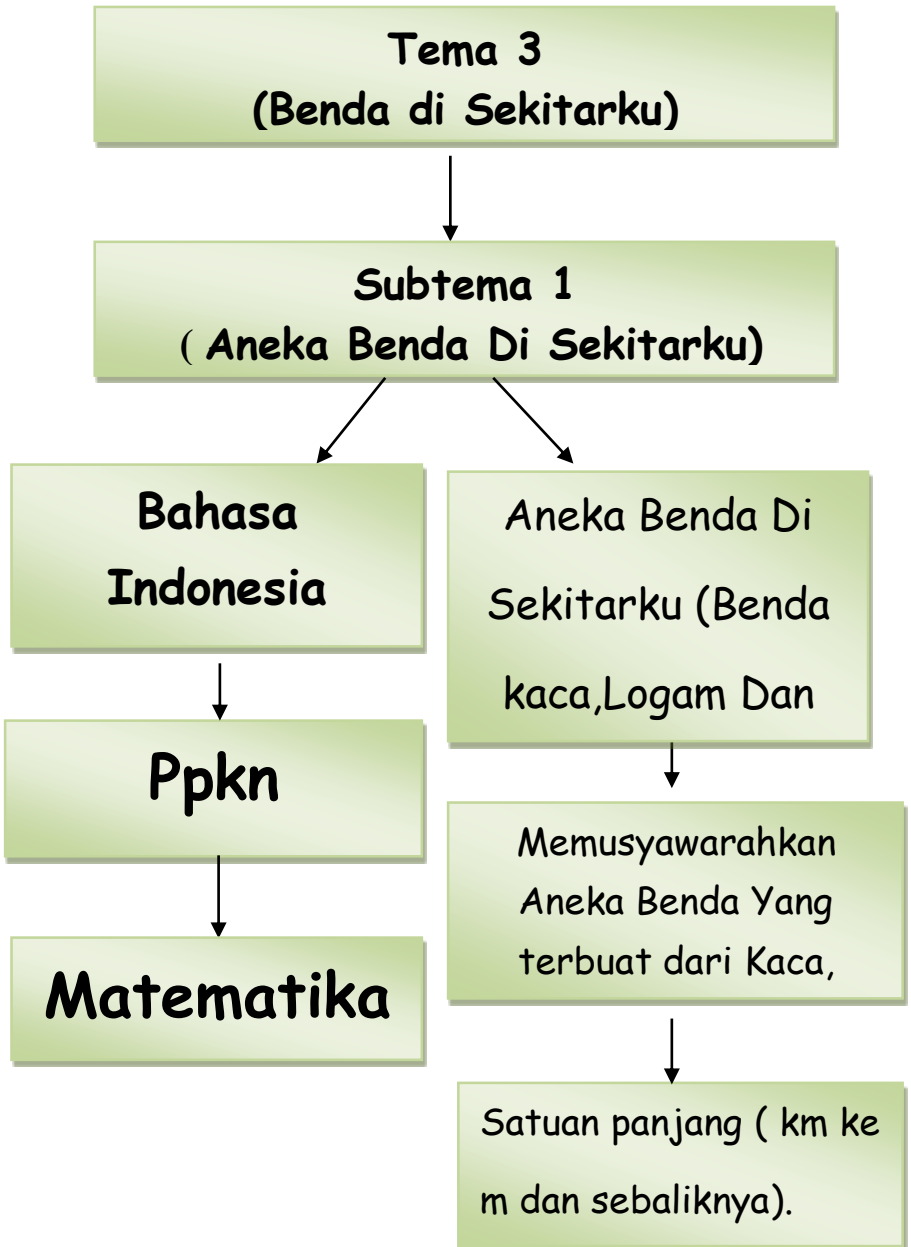 Tema 3
(Benda di Sekitarku)
Subtema 1
( Aneka Benda Di Sekitarku)
Bahasa
Indonesia
Ppkn
Matematika
Aneka Benda Di
Sekitarku (Benda
kaca,Logam Dan
Memusyawarahkan
Aneka Benda Yang
terbuat dari Kaca,
Satuan panjang ( km ke
m dan sebaliknya).